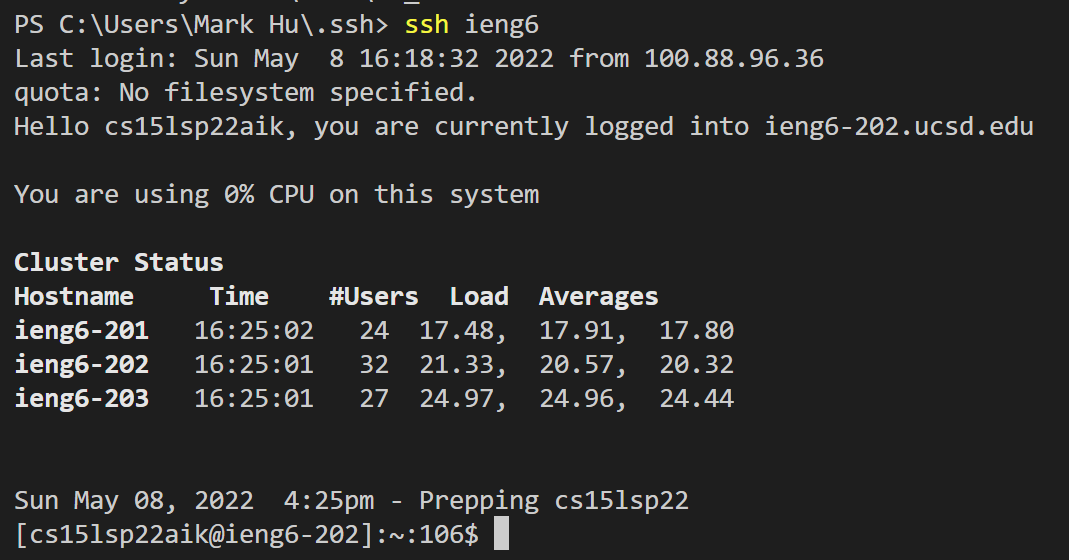 PS C:\Users\Mark Hu\.ssh> ssh ieng6
Last login: Sun May  8 16:18:32 2022 from 100.88.96.36
quota: No filesystem specified.
Hello cs15lsp22aik, you are currently logged into ieng6-202.ucsd.edu
You are using 0% CPU on this system
Cluster Status
Hostname     Time    #Users  Load  Averages
ieng6-201   16:25:02   24  17.48,  17.91,  17.80
ieng6-202   16:25:01   32  21.33,  20.57,  20.32
ieng6-203   16:25:01   27  24.97,  24.96,  24.44
Sun May 08, 2022  4:25pm - Prepping cs15lsp22
[cs15lsp22aik@ieng6-202]:~:106$